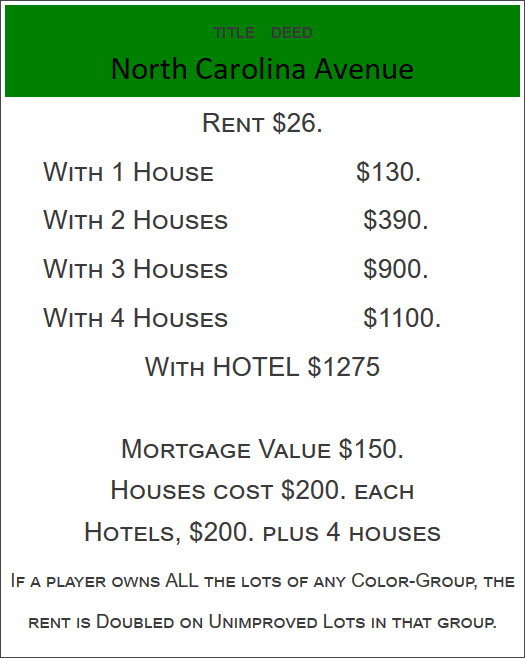 TITLE DEED
North Carolina Avenue
Rent $26.
With 1 House $130.
With 2 Houses $390.
With 3 Houses $900.
With 4 Houses $1100.
With HOTEL $1275
Mortgage Value $150.
Houses cost $200. each
Hotels, $200. plus 4 houses
If a player owns ALL the lots of any Color-Group, the
rent is Doubled on Unimproved Lots in that group.